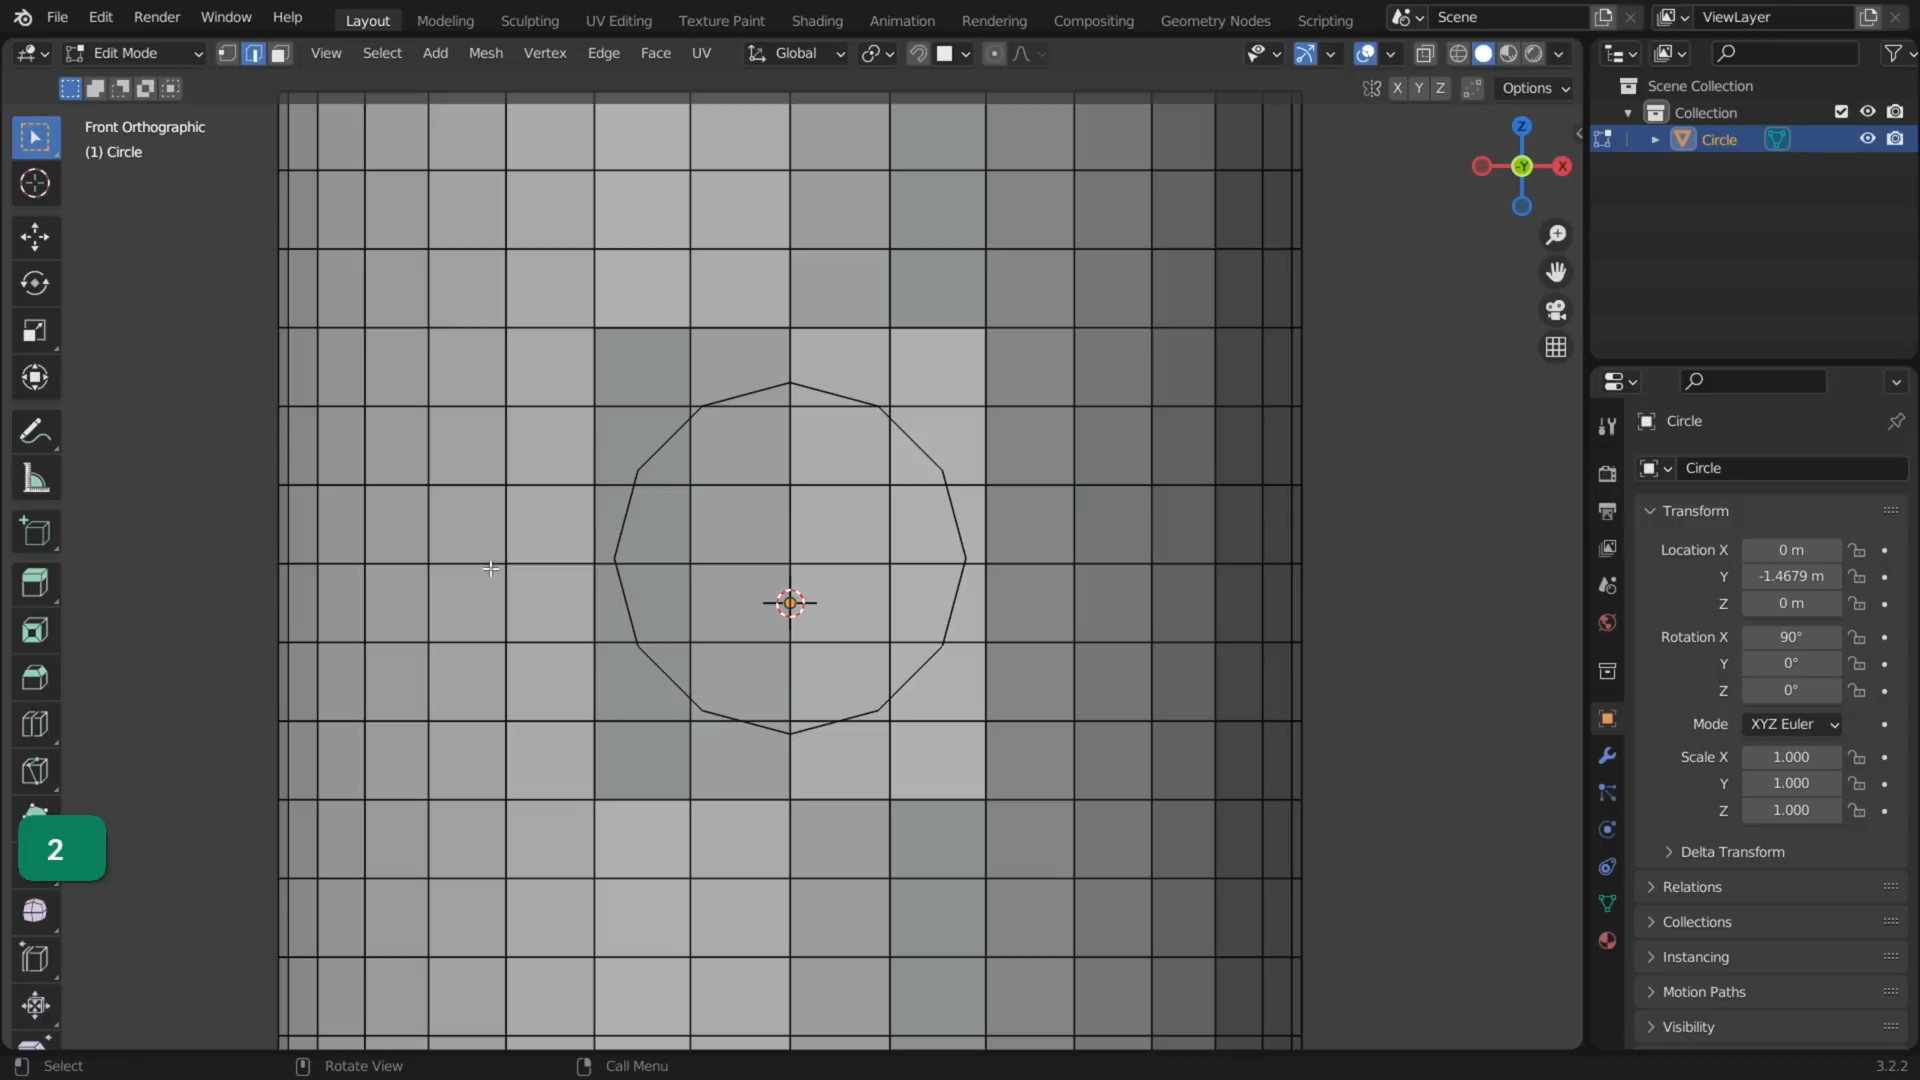 File Edit Render Window Help Layout Modeling Sculpting UV Editing Texture Paint Shading Animation Rendering Compositing Geometry Nodes Scripting Scene ViewLayer
Edit Mode View Select Add Mesh Vertex Edge Face UV Global
X Y Z Options
Front Orthographic
(1) Circle
Z
-Y
X
Scene Collection
Collection
Circle
Circle
Circle
Transform
Location X 0 m
Y -1.4679 m
Z 0 m
Rotation X 90°
Y 0°
Z 0°
Mode XYZ Euler
Scale X 1.000
Y 1.000
Z 1.000
Delta Transform
Relations
Collections
Instancing
Motion Paths
Visibility
2
Select Rotate View Call Menu 3.2.2